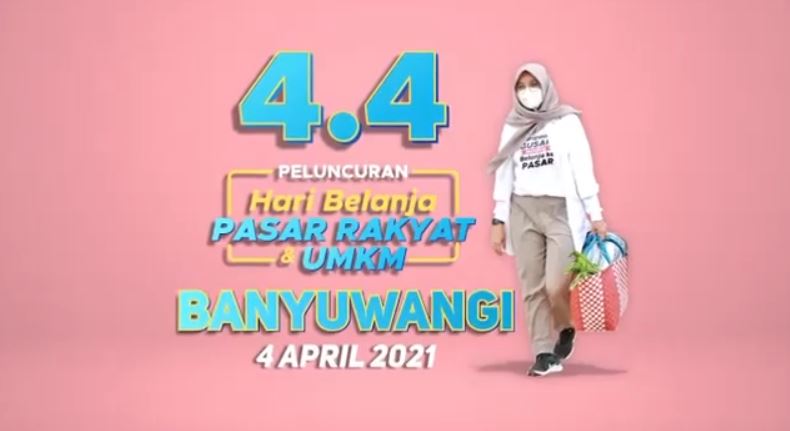 4.4
PELUNCURAN
Hari Belanja
PASAR RAKYAT
& UMKM
BANYUWANGI
4 APRIL 2021
Belanja ke
PASAR